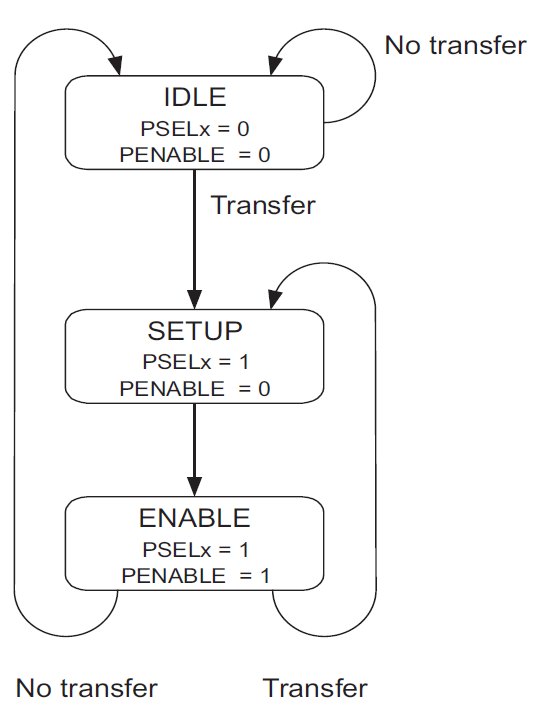 No transfer
IDLE
PSELx = 0
PENABLE = 0
Transfer
SETUP
PSELx = 1
PENABLE = 0
ENABLE
PSELx = 1
PENABLE = 1
No transfer
Transfer